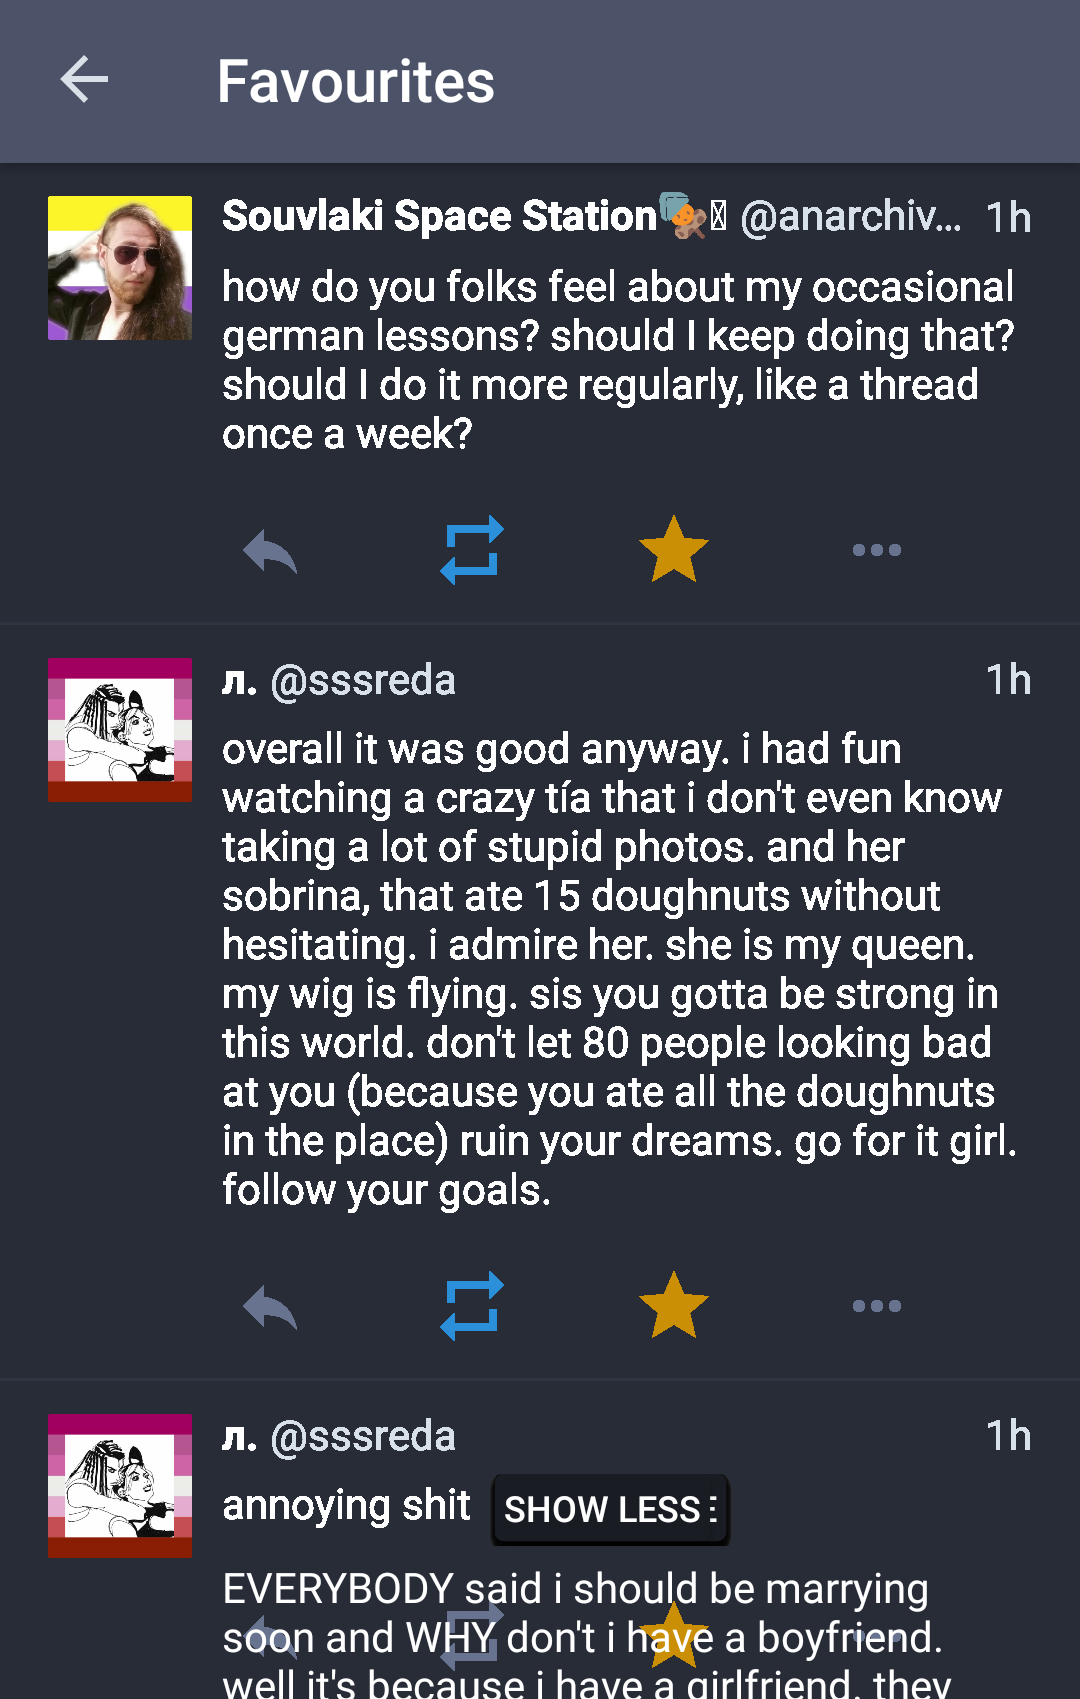 Favourites
Souvlaki Space Station @anarchiv... 1h
how do you folks feel about my occasional
german lessons? should I keep doing that?
should I do it more regularly, like a thread
once a week?
л. @sssreda 1h
overall it was good anyway. i had fun
watching a crazy tía that i don't even know
taking a lot of stupid photos. and her
sobrina, that ate 15 doughnuts without
hesitating. i admire her. she is my queen.
my wig is flying. sis you gotta be strong in
this world. don't let 80 people looking bad
at you (because you ate all the doughnuts
in the place) ruin your dreams. go for it girl.
follow your goals.
л. @sssreda 1h
annoying shit SHOW LESS
EVERYBODY said i should be marrying
soon and WHY don't i have a boyfriend.
well it's because i have a girlfriend. they